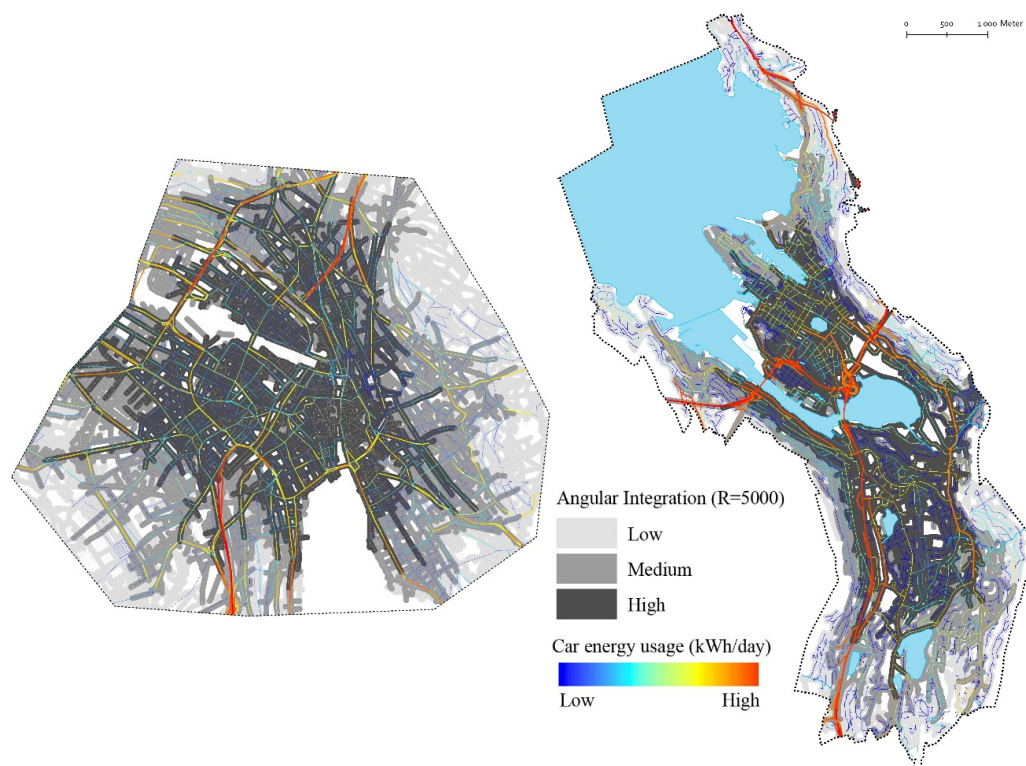 0 500 1 000 Meter
Angular Integration (R=5000)
Low
Medium
High
Car energy usage (kWh/day)
Low High